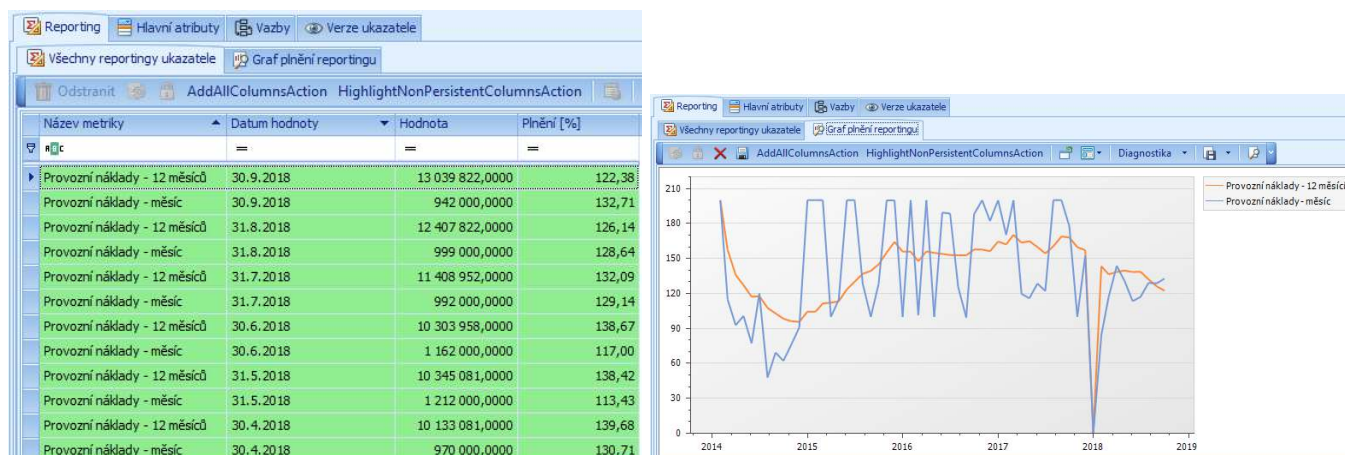 Reporting Hlavní atributy Vazby Verze ukazatele
Všechny reportingy ukazatele Graf plnění reportingu
Odstranit AddAllColumnsAction HighlightNonPersistentColumnsAction
Název metriky Datum hodnoty Hodnota Plnění [%]
= = =
Provozní náklady - 12 měsíců 30.9.2018 13 039 822,0000 122,38
Provozní náklady - měsíc 30.9.2018 942 000,0000 132,71
Provozní náklady - 12 měsíců 31.8.2018 12 407 822,0000 126,14
Provozní náklady - měsíc 31.8.2018 999 000,0000 128,64
Provozní náklady - 12 měsíců 31.7.2018 11 408 952,0000 132,09
Provozní náklady - měsíc 31.7.2018 992 000,0000 129,14
Provozní náklady - 12 měsíců 30.6.2018 10 303 958,0000 138,67
Provozní náklady - měsíc 30.6.2018 1 162 000,0000 117,00
Provozní náklady - 12 měsíců 31.5.2018 10 345 081,0000 138,42
Provozní náklady - měsíc 31.5.2018 1 212 000,0000 113,43
Provozní náklady - 12 měsíců 30.4.2018 10 133 081,0000 139,68
Provozní náklady - měsíc 30.4.2018 970 000,0000 130,71
Reporting Hlavní atributy Vazby Verze ukazatele
Všechny reportingy ukazatele Graf plnění reportingu
AddAllColumnsAction HighlightNonPersistentColumnsAction Diagnostika
Provozní náklady - 12 měsíců
Provozní náklady - měsíc
210
180
150
120
90
60
30
0
2014 2015 2016 2017 2018 2019